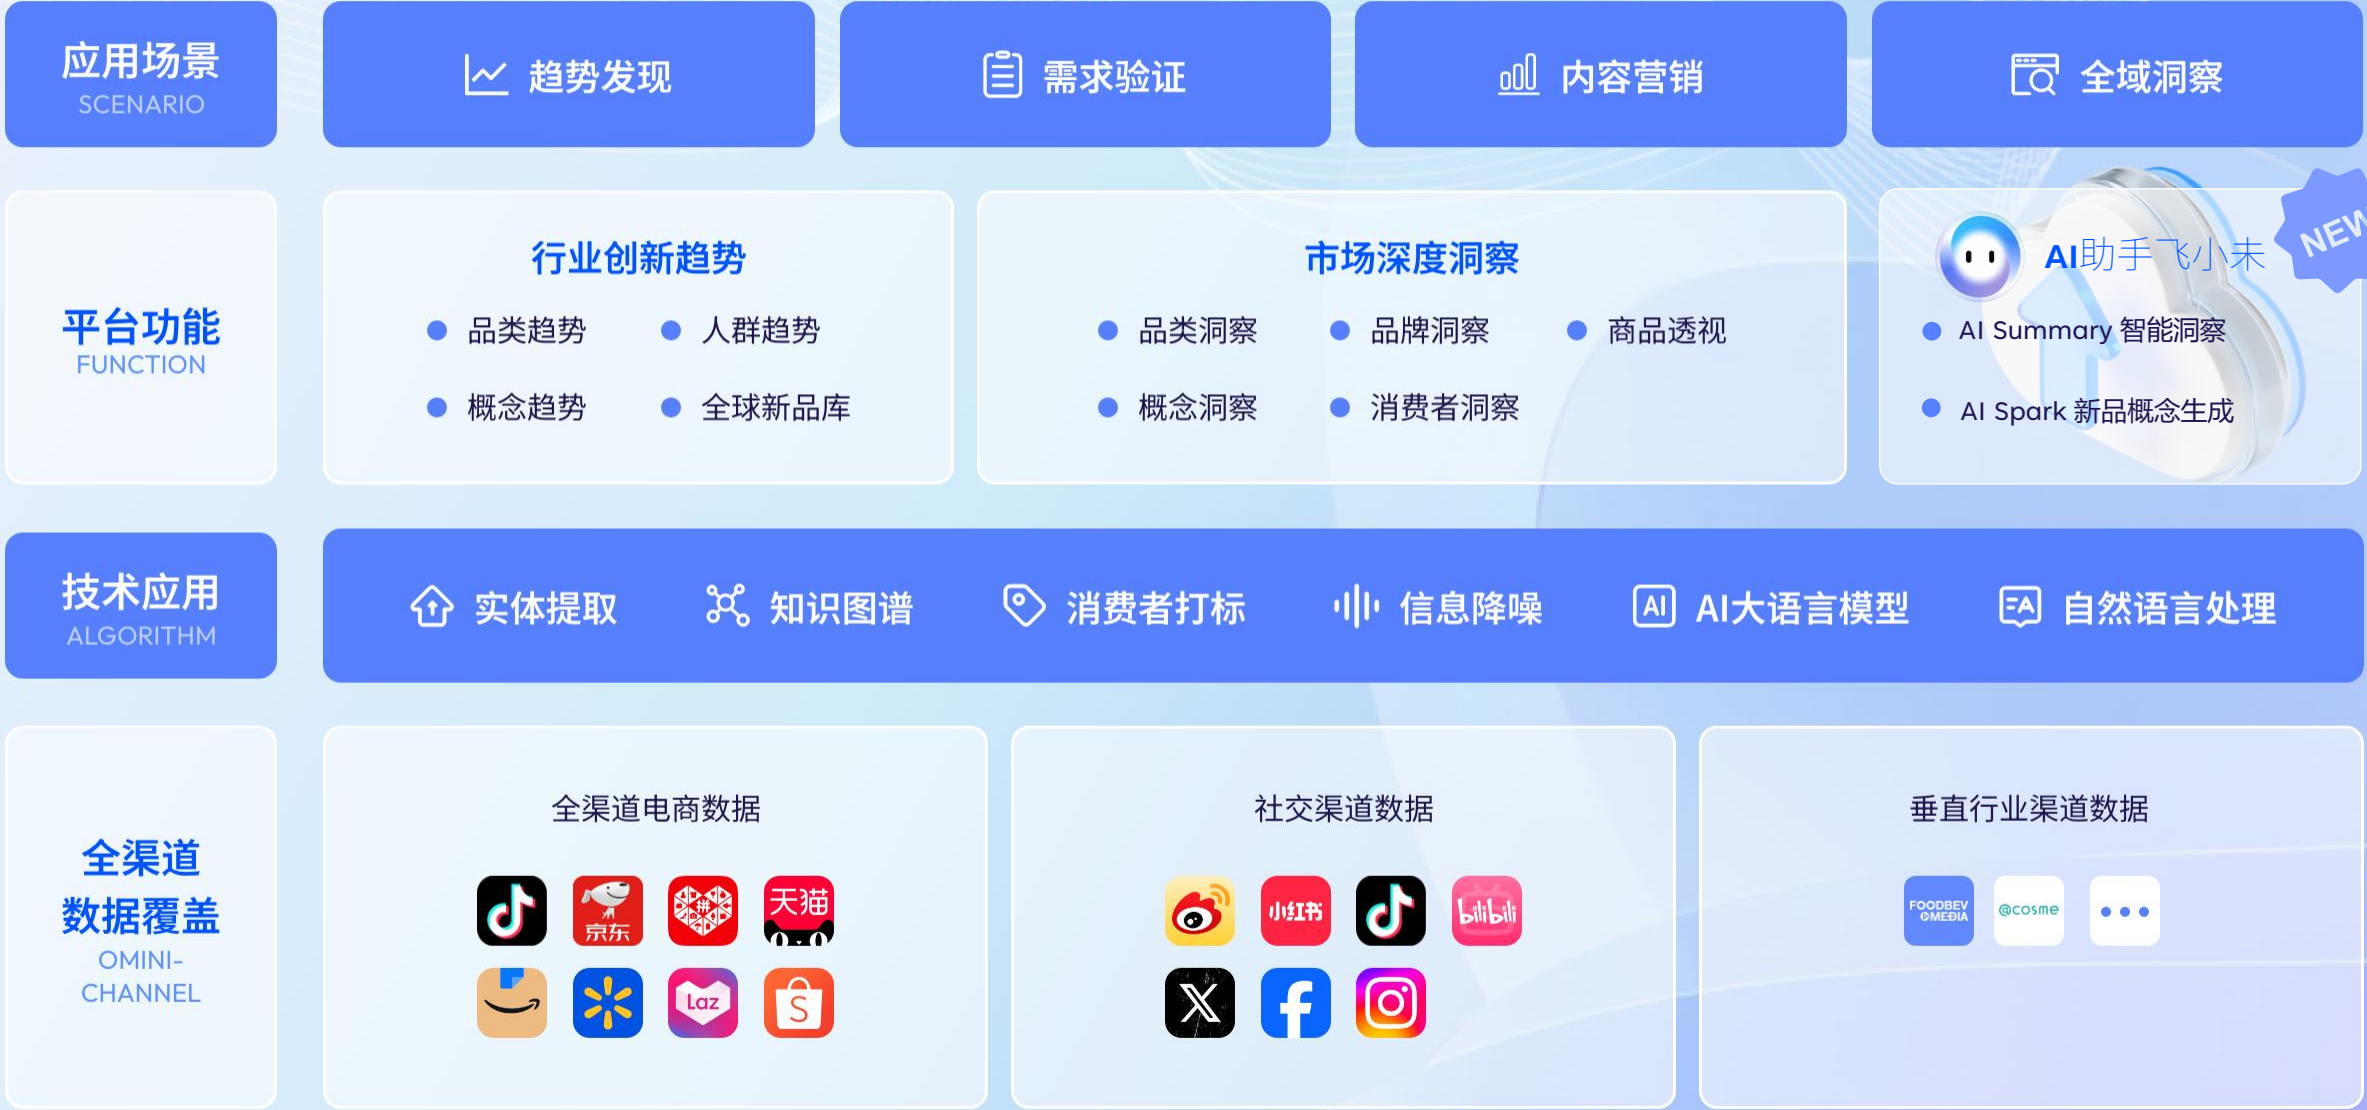 应用场景
SCENARIO
趋势发现
需求验证
内容营销
全域洞察
平台功能
FUNCTION
行业创新趋势
品类趋势
人群趋势
概念趋势
全球新品库
市场深度洞察
品类洞察
品牌洞察
商品透视
概念洞察
消费者洞察
AI助手飞小未
NEW
AI Summary 智能洞察
AI Spark 新品概念生成
技术应用
ALGORITHM
实体提取
知识图谱
消费者打标
信息降噪
AI
AI大语言模型
A
自然语言处理
全渠道
数据覆盖
OMINI-
CHANNEL
全渠道电商数据
京东
拼
天猫
Laz
S
社交渠道数据
小红书
bilibili
X
f
垂直行业渠道数据
FOODBEV
MEDIA
@cosme